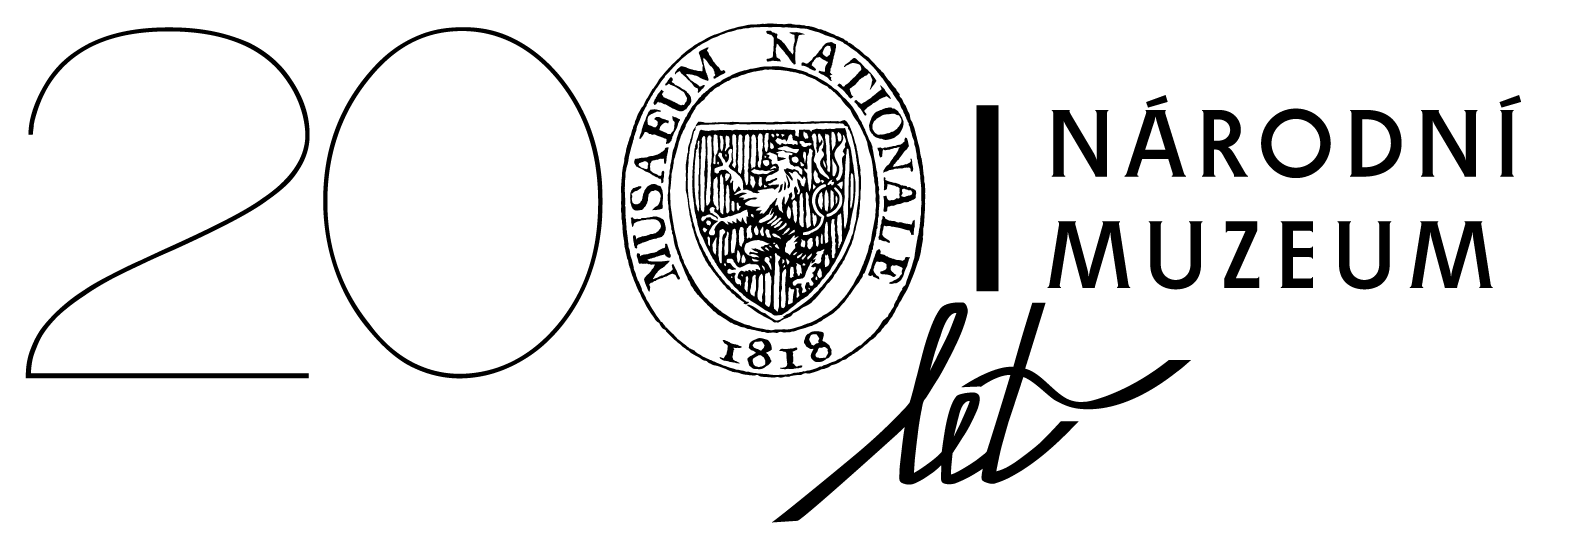 200
MUSAEUM NATIONALE
1818
NÁRODNÍ
MUZEUM
let